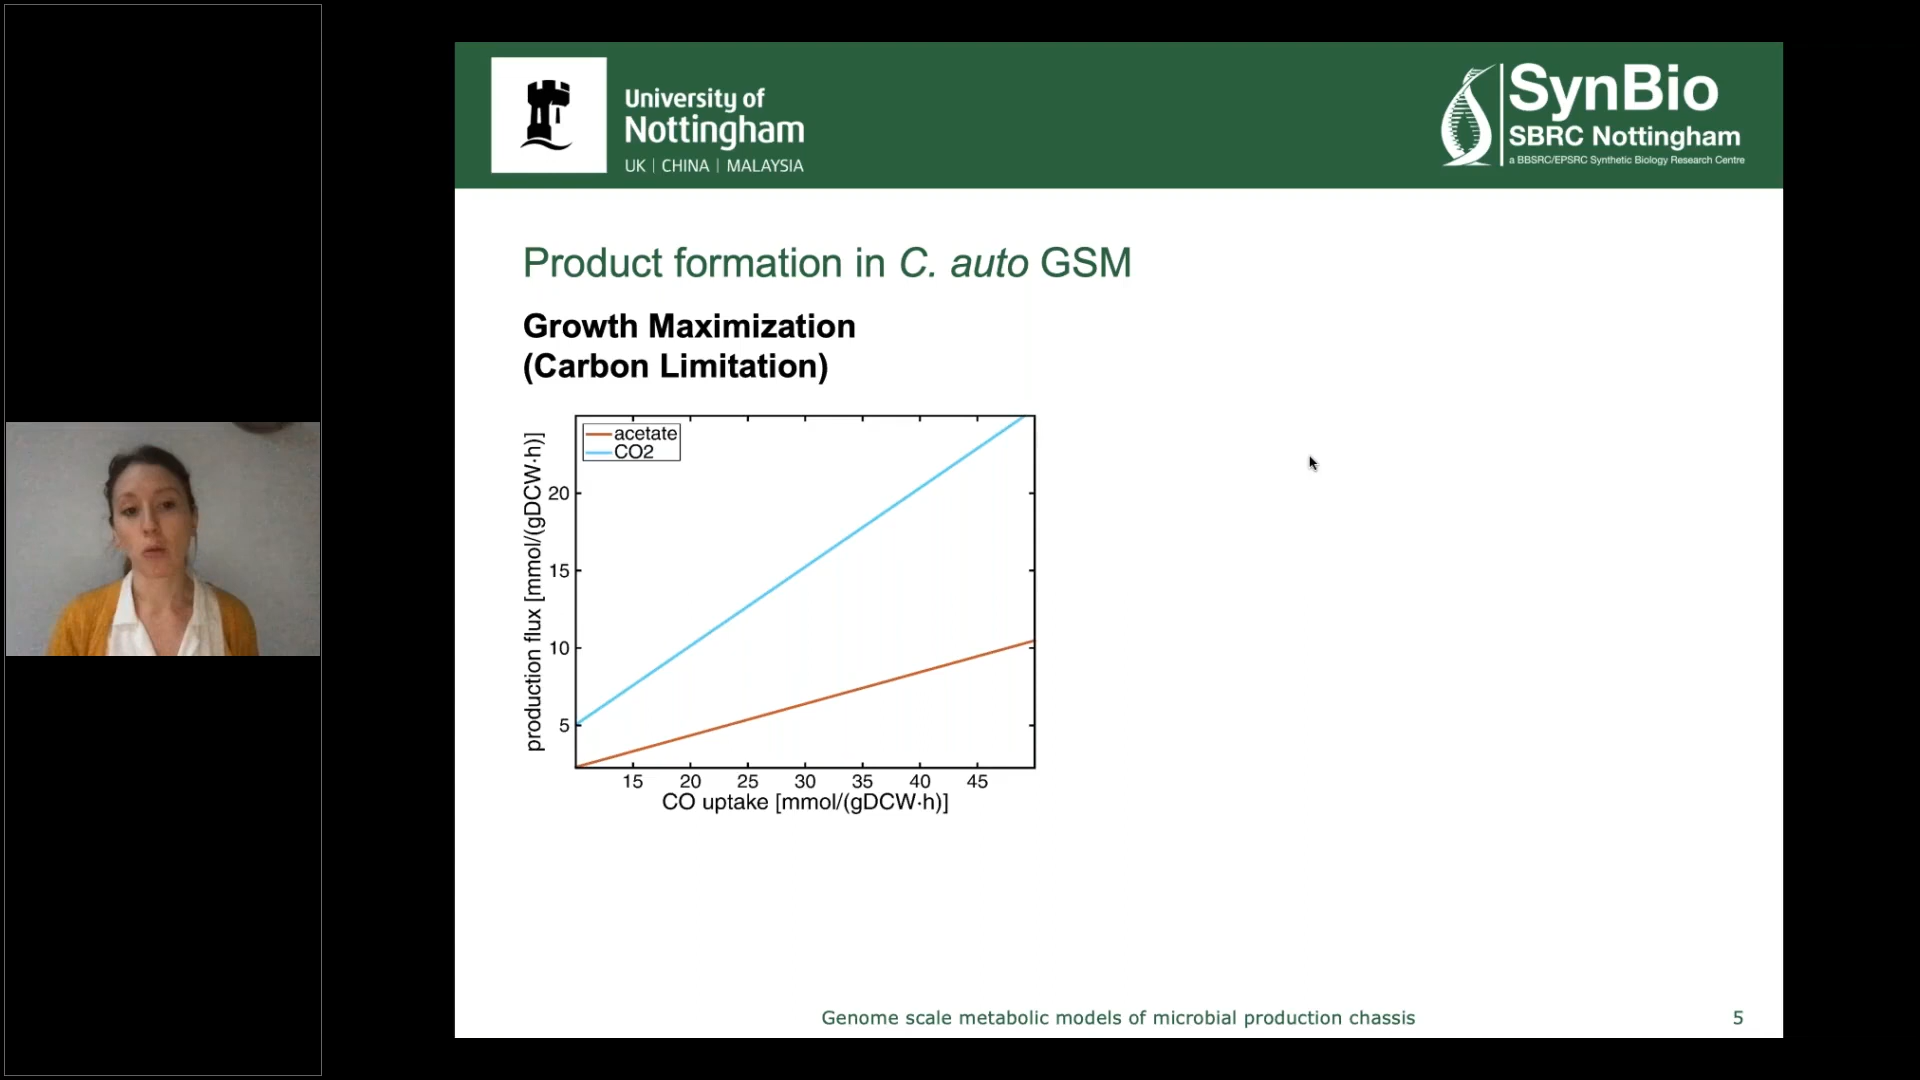 University of
Nottingham
UK | CHINA | MALAYSIA
SynBio
SBRC Nottingham
a BBSRC/EPSRC Synthetic Biology Research Centre
Product formation in C. auto GSM
Growth Maximization
(Carbon Limitation)
acetate
CO2
production flux [mmol/(gDCW·h)]
20
15
10
5
15 20 25 30 35 40 45
CO uptake [mmol/(gDCW·h)]
Genome scale metabolic models of microbial production chassis
5